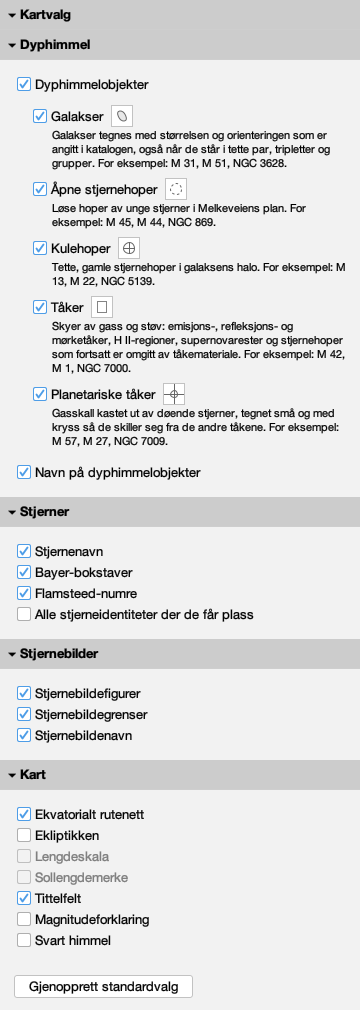 Kartvalg
Dyphimmel
Dyphimmelobjekter
Galakser
Galakser tegnes med størrelsen og orienteringen som er
angitt i katalogen, også når de står i tette par, tripletter og
grupper. For eksempel: M 31, M 51, NGC 3628.
Åpne stjernehoper
Løse hoper av unge stjerner i Melkeveiens plan. For
eksempel: M 45, M 44, NGC 869.
Kulehoper
Tette, gamle stjernehoper i galaksens halo. For eksempel: M
13, M 22, NGC 5139.
Tåker
Skyer av gass og støv: emisjons-, refleksjons- og
mørketåker, H II-regioner, supernovarester og stjernehoper
som fortsatt er omgitt av tåkemateriale. For eksempel: M 42,
M 1, NGC 7000.
Planetariske tåker
Gasskall kastet ut av døende stjerner, tegnet små og med
kryss så de skiller seg fra de andre tåkene. For eksempel:
M 57, M 27, NGC 7009.
Navn på dyphimmelobjekter
Stjerner
Stjernenavn
Bayer-bokstaver
Flamsteed-numre
Alle stjerneidentiteter der de får plass
Stjernebilder
Stjernebildefigurer
Stjernebildegrenser
Stjernebildenavn
Kart
Ekvatorialt rutenett
Ekliptikken
Lengdeskala
Sollengdemerke
Tittelfelt
Magnitudeforklaring
Svart himmel
Gjenopprett standardvalg